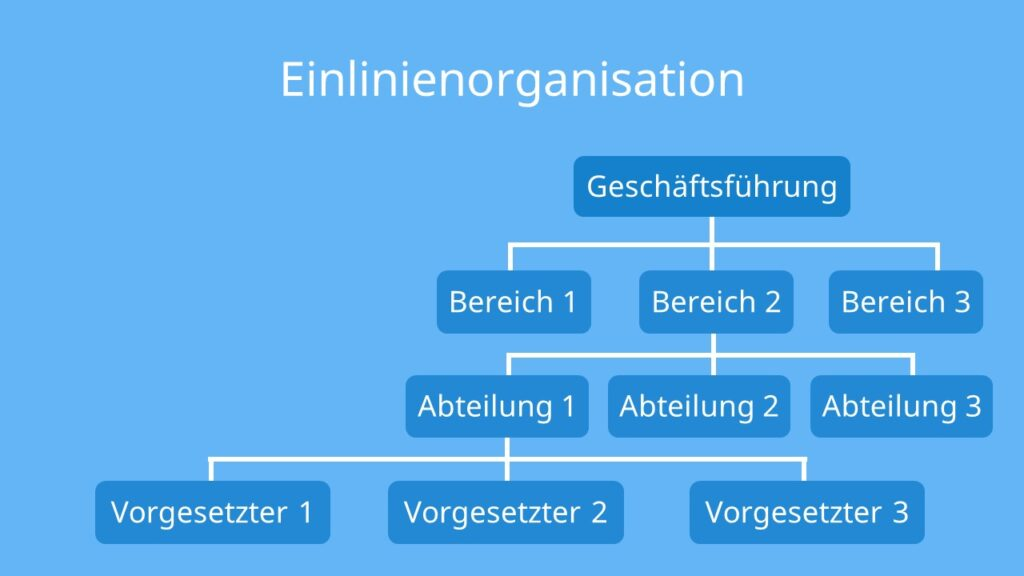 Einlinienorganisation
Geschäftsführung
Bereich 1
Bereich 2
Bereich 3
Abteilung 1
Abteilung 2
Abteilung 3
Vorgesetzter 1
Vorgesetzter 2
Vorgesetzter 3